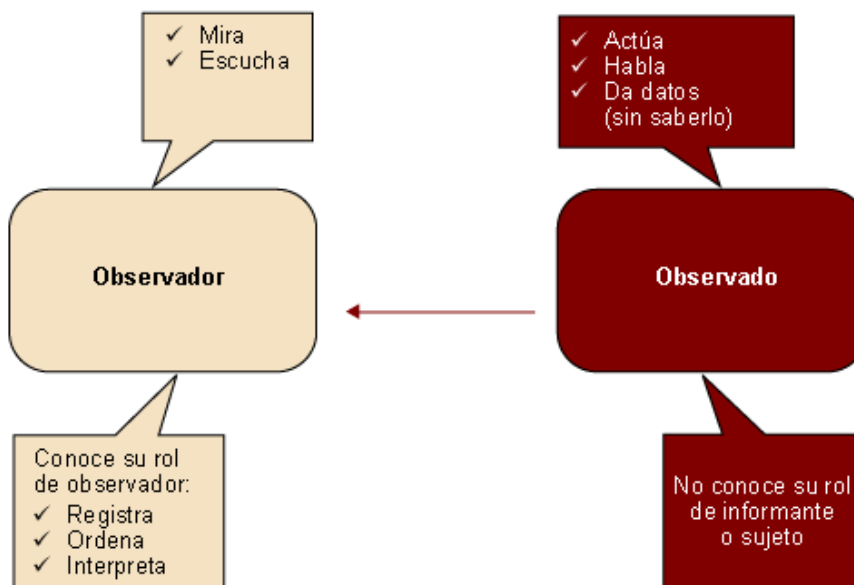 ✓ Mira
✓ Escucha
✓ Actúa
✓ Habla
✓ Da datos
(sin saberlo)
Observador
Observado
Conoce su rol
de observador:
✓ Registra
✓ Ordena
✓ Interpreta
No conoce su rol
de informante
o sujeto